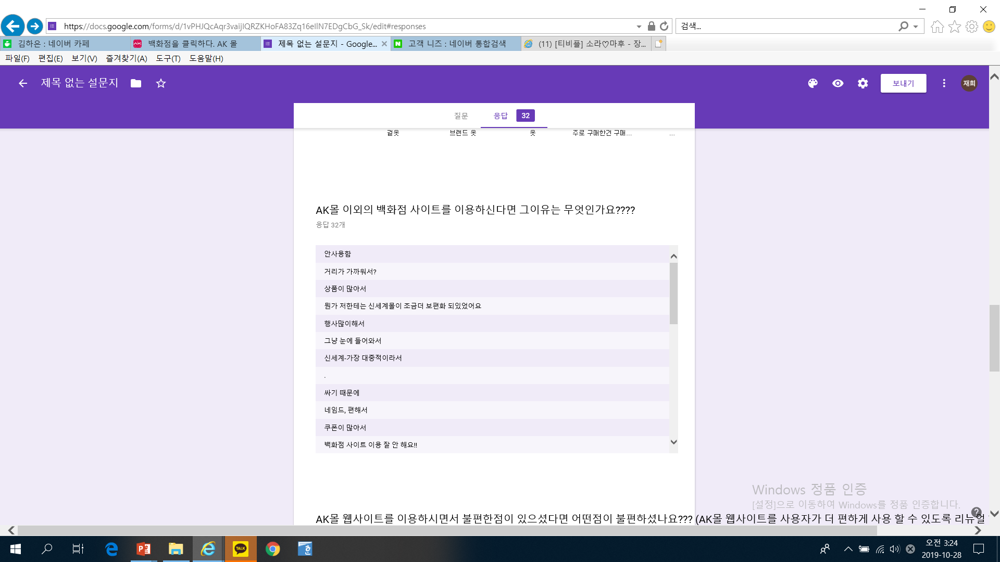 https://docs.google.com/forms/d/1vPHJQcAqr3vaijIQRZKHoFA83Zq16eIlN7EDgCbG_Sk/edit#responses
검색...
김하은 : 네이버 카페
백화점을 클릭하다. AK 몰
제목 없는 설문지 - Google...
고객 니즈 : 네이버 통합검색
(11) [티비플] 소라♡마후 - 장...
파일(F) 편집(E) 보기(V) 즐겨찾기(A) 도구(T) 도움말(H)
제목 없는 설문지
보내기
재희
질문
응답 32
겉옷 브랜드 옷 옷 주로 구매한건 구매... ...
AK몰 이외의 백화점 사이트를 이용하신다면 그이유는 무엇인가요????
응답 32개
안사용함
거리가 가까워서?
상품이 많아서
뭔가 저한테는 신세계몰이 조금더 보편화 되있었어요
행사많이해서
그냥 눈에 들어와서
신세계-가장 대중적이라서
.
싸기 때문에
네임드, 편해서
쿠폰이 많아서
백화점 사이트 이용 잘 안 해요!!
Windows 정품 인증
[설정]으로 이동하여 Windows를 정품 인증합니다.
AK몰 웹사이트를 이용하시면서 불편한점이 있으셨다면 어떤점이 불편하셨나요??? (AK몰 웹사이트를 사용자가 더 편하게 사용 할 수 있도록 리뉴얼
TALK
오전 3:24
2019-10-28